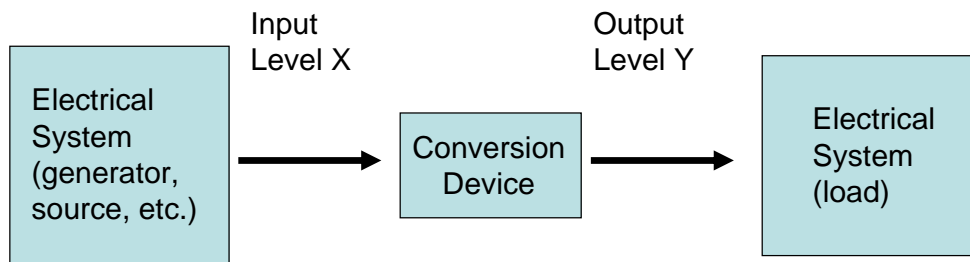 Input
Level X
Output
Level Y
Electrical
System
(generator,
source, etc.)
Conversion
Device
Electrical
System
(load)